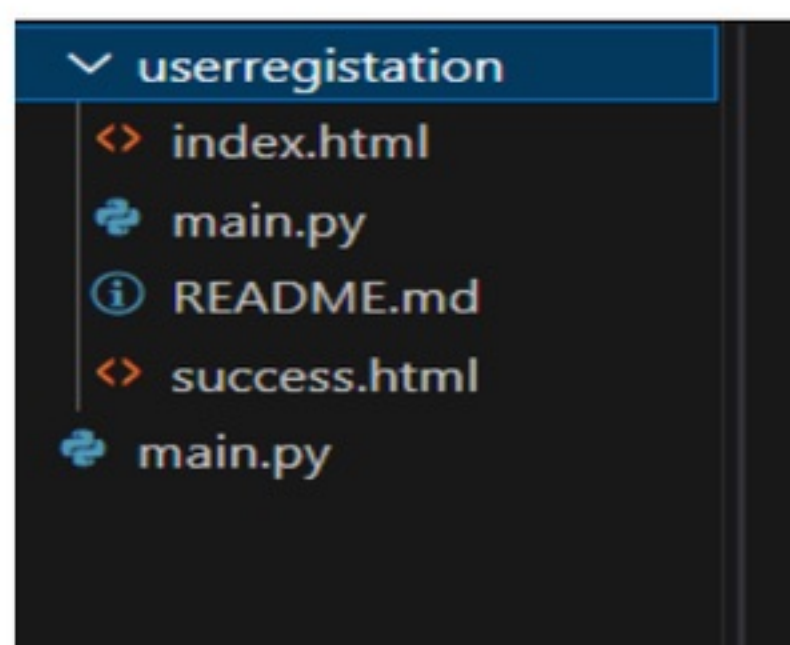 userregistation
index.html
main.py
README.md
success.html
main.py